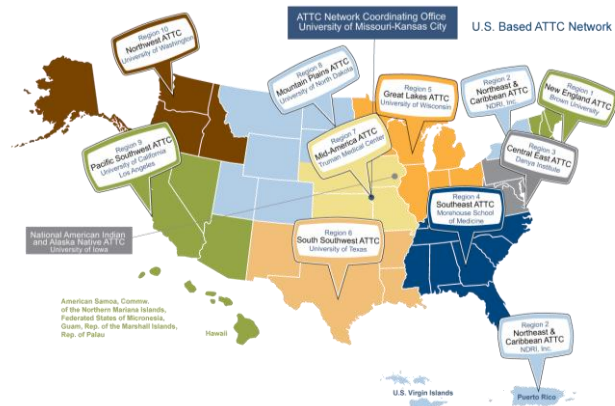 ATTC Network Coordinating Office
University of Missouri-Kansas City
U.S. Based ATTC Network
Region 10
Northwest ATTC
University of Washington
Region 8
Mountain Plains ATTC
University of North Dakota
Region 5
Great Lakes ATTC
University of Wisconsin
Region 2
Northeast &
Caribbean ATTC
NDRI, Inc.
Region 1
New England ATTC
Brown University
Region 9
Pacific Southwest ATTC
University of California
Los Angeles
Region 7
Mid-America ATTC
Truman Medical Center
Region 3
Central East ATTC
Danya Institute
Region 4
Southeast ATTC
Morehouse School
of Medicine
National American Indian
and Alaska Native ATTC
University of Iowa
Region 6
South Southwest ATTC
University of Texas
American Samoa, Commw.
of the Northern Mariana Islands,
Federated States of Micronesia,
Guam, Rep. of the Marshall Islands,
Rep. of Palau
Hawaii
Region 2
Northeast &
Caribbean ATTC
NDRI, Inc.
U.S. Virgin Islands
Puerto Rico